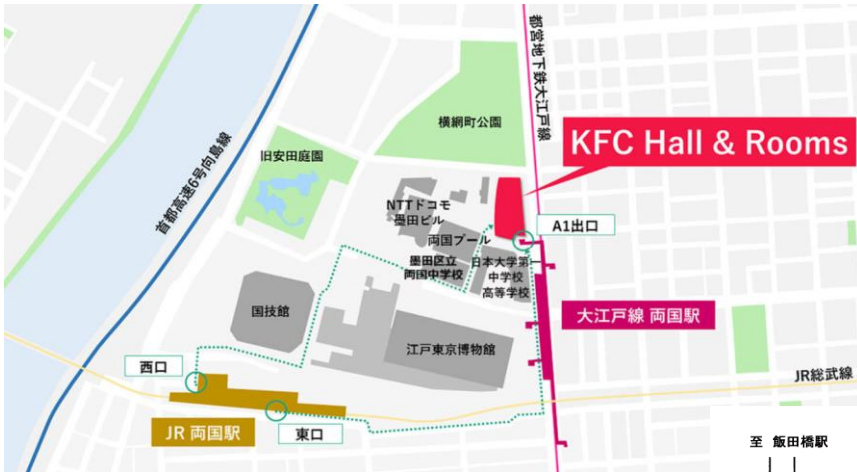 都営地下鉄大江戸線
横網町公園
KFC Hall & Rooms
首都高速6号向島線
旧安田庭園
NTTドコモ
墨田ビル
A1出口
両国プール
墨田区立
両国中学校
日本大学第一
中学校
高等学校
国技館
大江戸線 両国駅
江戸東京博物館
西口
JR総武線
JR 両国駅
東口
至 飯田橋駅